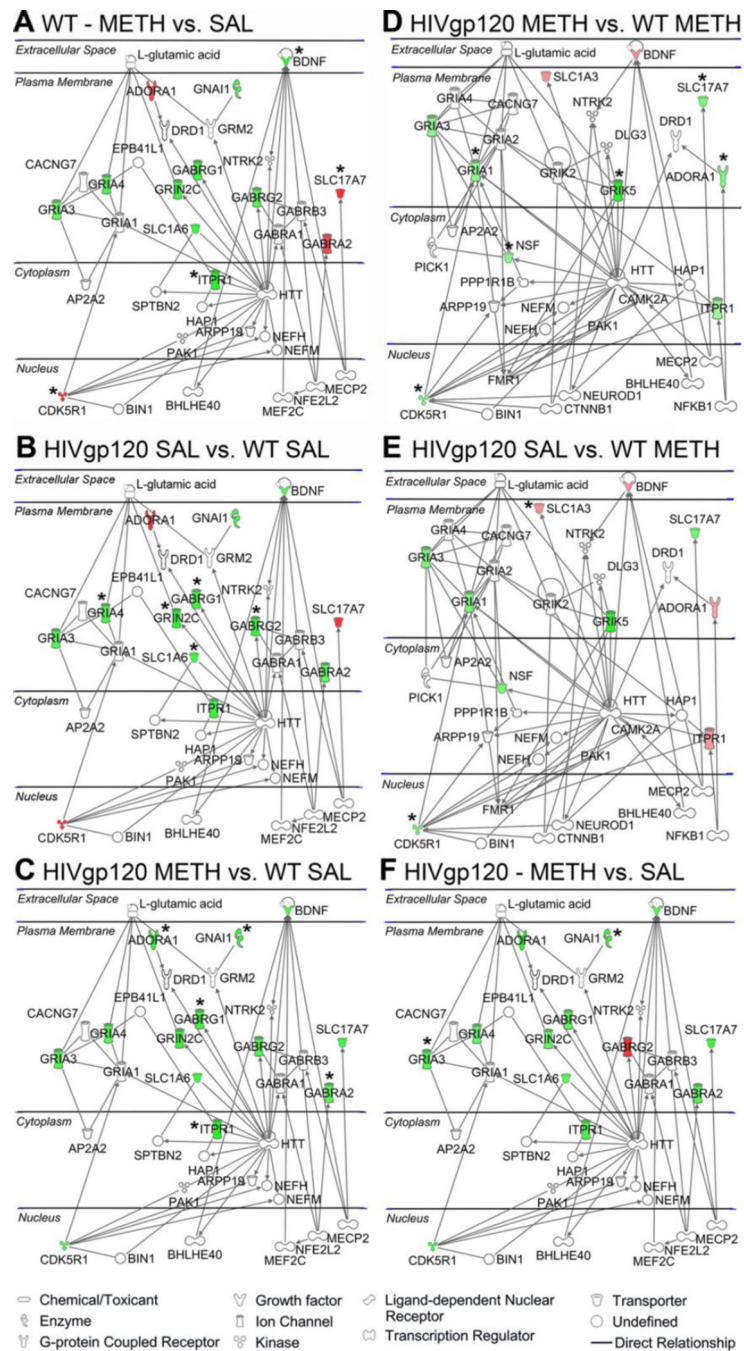 A WT - METH vs. SAL
Extracellular Space
L-glutamic acid
*
BDNF
Plasma Membrane
ADORA1
GNAI1
DRD1
GRM2
EPB41L1
GABRG1
NTRK2
CACNG7
GRIA4
GRIN2C
GABRG2
*
SLC17A7
GRIA3
GRIA1
SLC1A6
GABRB3
GABRA1
GABRA2
Cytoplasm
* ITPR1
HTT
AP2A2
SPTBN2
HAP1
ARPP19
NEFH
PAK1
NEFM
Nucleus
*
CDK5R1
BIN1
BHLHE40
MEF2C
NFE2L2
MECP2
B HIVgp120 SAL vs. WT SAL
Extracellular Space
L-glutamic acid
BDNF
Plasma Membrane
ADORA1
GNAI1
DRD1
GRM2
EPB41L1
*
GABRG1
NTRK2
CACNG7
*
GRIA4
*
GRIN2C
*
GABRG2
SLC17A7
GRIA3
GRIA1
*
SLC1A6
GABRB3
GABRA1
GABRA2
Cytoplasm
ITPR1
HTT
AP2A2
SPTBN2
HAP1
ARPP19
NEFH
PAK1
NEFM
Nucleus
CDK5R1
BIN1
BHLHE40
MEF2C
NFE2L2
MECP2
C HIVgp120 METH vs. WT SAL
Extracellular Space
L-glutamic acid
BDNF
Plasma Membrane
*
ADORA1
GNAI1 *
DRD1
GRM2
EPB41L1
*
GABRG1
NTRK2
CACNG7
GRIA4
GRIN2C
GABRG2
SLC17A7
GRIA3
GRIA1
SLC1A6
GABRB3
GABRA1
*
GABRA2
Cytoplasm
* ITPR1
HTT
AP2A2
SPTBN2
HAP1
ARPP19
NEFH
PAK1
NEFM
Nucleus
CDK5R1
BIN1
BHLHE40
MEF2C
NFE2L2
MECP2
D HIVgp120 METH vs. WT METH
Extracellular Space
L-glutamic acid
BDNF
Plasma Membrane
SLC1A3
*
SLC17A7
GRIA4
CACNG7
NTRK2
GRIA3
GRIA2
DLG3
DRD1
*
GRIA1
GRIK2
*
GRIK5
*
ADORA1
Cytoplasm
AP2A2
*
NSF
PICK1
HTT
HAP1
PPP1R1B
CAMK2A
ARPP19
NEFM
ITPR1
NEFH
PAK1
Nucleus
MECP2
*
FMR1
NEUROD1
BHLHE40
CDK5R1
BIN1
CTNNB1
NFKB1
E HIVgp120 SAL vs. WT METH
Extracellular Space
L-glutamic acid
BDNF
Plasma Membrane
* SLC1A3
SLC17A7
GRIA4
CACNG7
NTRK2
GRIA3
GRIA2
DLG3
DRD1
GRIA1
GRIK2
GRIK5
ADORA1
Cytoplasm
AP2A2
NSF
PICK1
HTT
HAP1
PPP1R1B
CAMK2A
ARPP19
NEFM
ITPR1
NEFH
PAK1
Nucleus
MECP2
*
FMR1
NEUROD1
BHLHE40
CDK5R1
BIN1
CTNNB1
NFKB1
F HIVgp120 - METH vs. SAL
Extracellular Space
L-glutamic acid
BDNF
Plasma Membrane
ADORA1
GNAI1 *
DRD1
GRM2
EPB41L1
GABRG1
NTRK2
CACNG7
GRIA4
GRIN2C
GABRG2
SLC17A7
*
GRIA3
GRIA1
SLC1A6
GABRB3
GABRA1
GABRA2
Cytoplasm
ITPR1
HTT
AP2A2
SPTBN2
HAP1
ARPP19
NEFH
PAK1
NEFM
Nucleus
CDK5R1
BIN1
BHLHE40
MEF2C
NFE2L2
MECP2
Chemical/Toxicant
Enzyme
G-protein Coupled Receptor
Growth factor
Ion Channel
Kinase
Ligand-dependent Nuclear
Receptor
Transcription Regulator
Transporter
Undefined
Direct Relationship